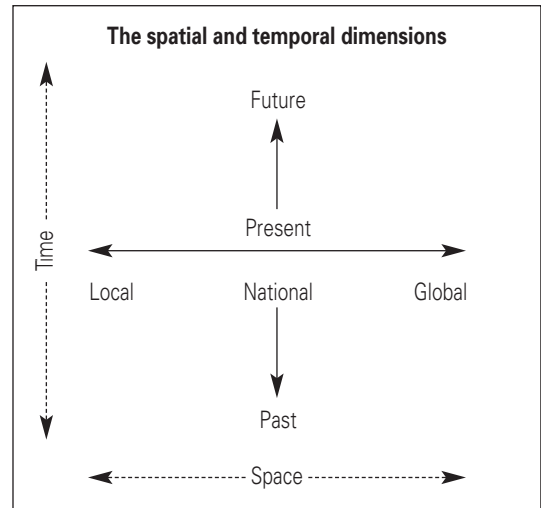 The spatial and temporal dimensions
Future
Time
Present
Local National Global
Past
Space